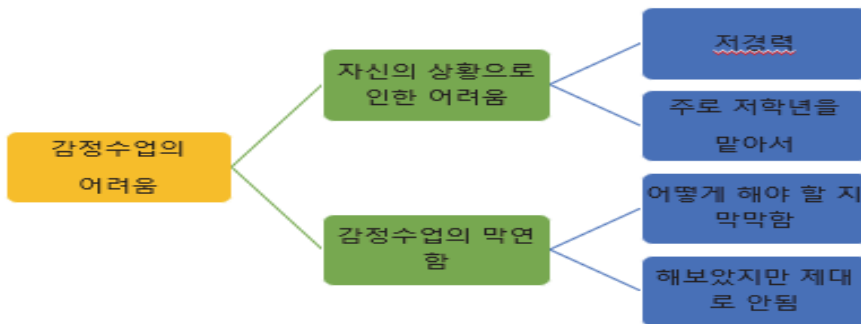 감정수업의
어려움
자신의 상황으로
인한 어려움
저경력
주로 저학년을
맡아서
감정수업의 막연
함
어떻게 해야 할 지
막막함
해보았지만 제대
로 안됨